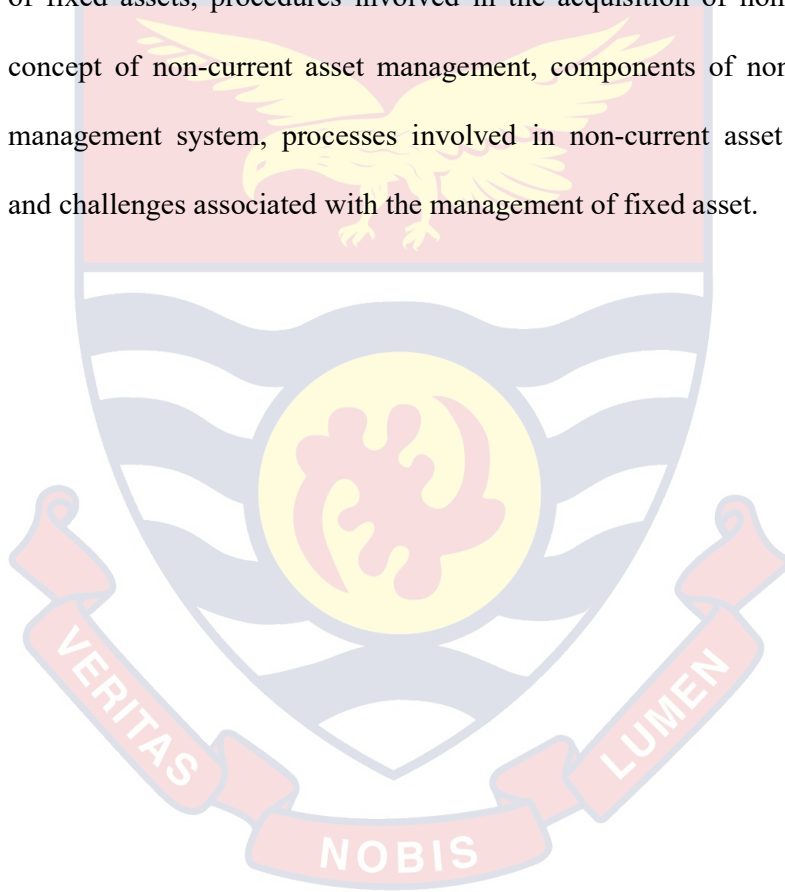 of fixed assets, procedures involved in the acquisition of non
concept of non-current asset management, components of non
management system, processes involved in non-current asset
and challenges associated with the management of fixed asset.
VERITAS
NOBIS
LUMEN